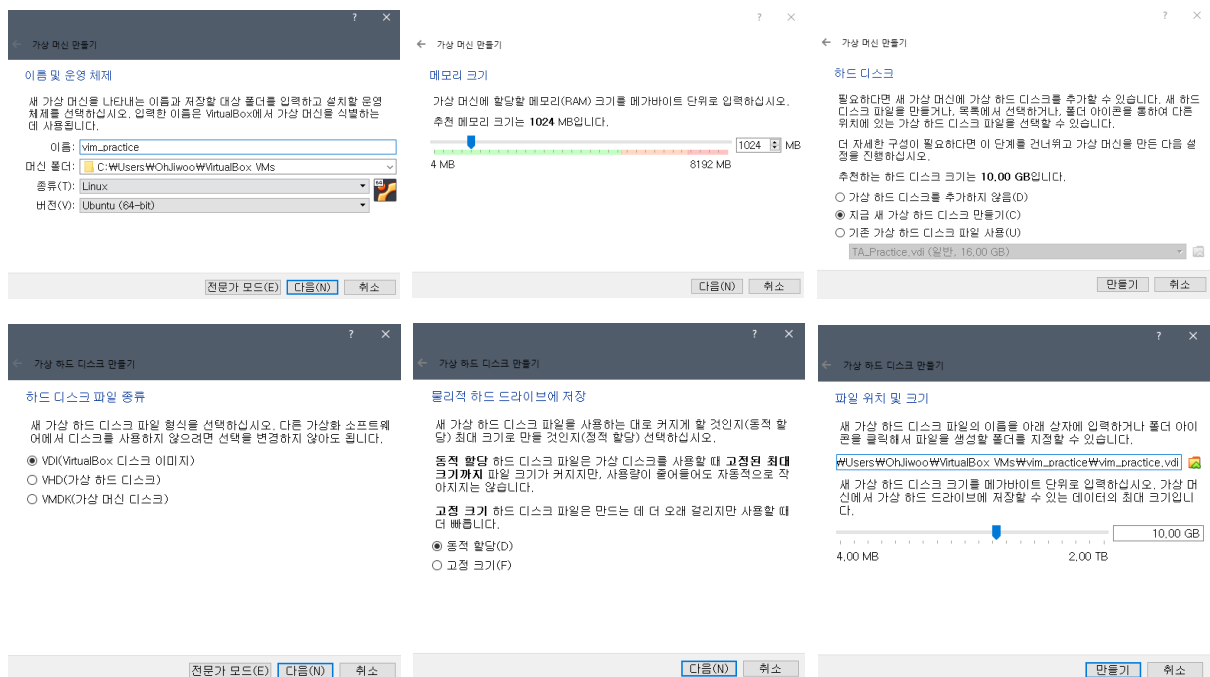 ? ×
← 가상 머신 만들기
이름 및 운영 체제
새 가상 머신을 나타내는 이름과 저장할 대상 폴더를 입력하고 설치할 운영
체제를 선택하십시오. 입력한 이름은 VirtualBox에서 가상 머신을 식별하는
데 사용됩니다.
이름: vim_practice
머신 폴더: C:₩Users₩OhJiwoo₩VirtualBox VMs
종류(T): Linux
버전(V): Ubuntu (64-bit)
전문가 모드(E) 다음(N) 취소
? ×
← 가상 머신 만들기
메모리 크기
가상 머신에 할당할 메모리(RAM) 크기를 메가바이트 단위로 입력하십시오.
추천 메모리 크기는 1024 MB입니다.
1024 MB
4 MB 8192 MB
다음(N) 취소
? ×
← 가상 머신 만들기
하드 디스크
필요하다면 새 가상 머신에 가상 하드 디스크를 추가할 수 있습니다. 새 하드
디스크 파일을 만들거나, 목록에서 선택하거나, 폴더 아이콘을 통하여 다른
위치에 있는 가상 하드 디스크 파일을 선택할 수 있습니다.
더 자세한 구성이 필요하다면 이 단계를 건너뛰고 가상 머신을 만든 다음 설
정을 진행하십시오.
추천하는 하드 디스크 크기는 10.00 GB입니다.
가상 하드 디스크를 추가하지 않음(D)
지금 새 가상 하드 디스크 만들기(C)
기존 가상 하드 디스크 파일 사용(U)
TA_Practice.vdi (일반, 16.00 GB)
만들기 취소
? ×
← 가상 하드 디스크 만들기
하드 디스크 파일 종류
새 가상 하드 디스크 파일 형식을 선택하십시오. 다른 가상화 소프트웨
어에서 디스크를 사용하지 않으려면 선택을 변경하지 않아도 됩니다.
VDI(VirtualBox 디스크 이미지)
VHD(가상 하드 디스크)
VMDK(가상 머신 디스크)
전문가 모드(E) 다음(N) 취소
? ×
← 가상 하드 디스크 만들기
물리적 하드 드라이브에 저장
새 가상 하드 디스크 파일을 사용하는 대로 커지게 할 것인지(동적 할
당) 최대 크기로 만들 것인지(정적 할당) 선택하십시오.
동적 할당 하드 디스크 파일은 가상 디스크를 사용할 때 고정된 최대
크기까지 파일 크기가 커지지만, 사용량이 줄어들어도 자동적으로 작
아지지는 않습니다.
고정 크기 하드 디스크 파일은 만드는 데 더 오래 걸리지만 사용할 때
더 빠릅니다.
동적 할당(D)
고정 크기(F)
다음(N) 취소
? ×
← 가상 하드 디스크 만들기
파일 위치 및 크기
새 가상 하드 디스크 파일의 이름을 아래 상자에 입력하거나 폴더 아이
콘을 클릭해서 파일을 생성할 폴더를 지정할 수 있습니다.
₩Users₩OhJiwoo₩VirtualBox VMs₩vim_practice₩vim_practice.vdi
새 가상 하드 디스크 크기를 메가바이트 단위로 입력하십시오. 가상 머
신에서 가상 하드 드라이브에 저장할 수 있는 데이터의 최대 크기입니
다.
10.00 GB
4.00 MB 2.00 TB
만들기 취소